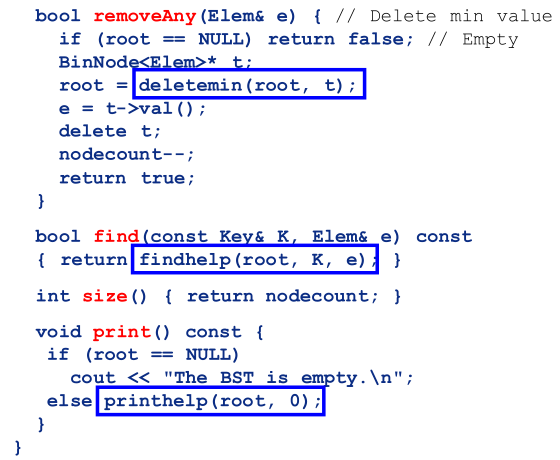 bool removeAny(Elem& e) { // Delete min value
if (root == NULL) return false; // Empty
BinNode<Elem>* t;
root = deletemin(root, t);
e = t->val();
delete t;
nodecount--;
return true;
}
bool find(const Key& K, Elem& e) const
{ return findhelp(root, K, e); }
int size() { return nodecount; }
void print() const {
if (root == NULL)
cout << "The BST is empty.\n";
else printhelp(root, 0);
}
}